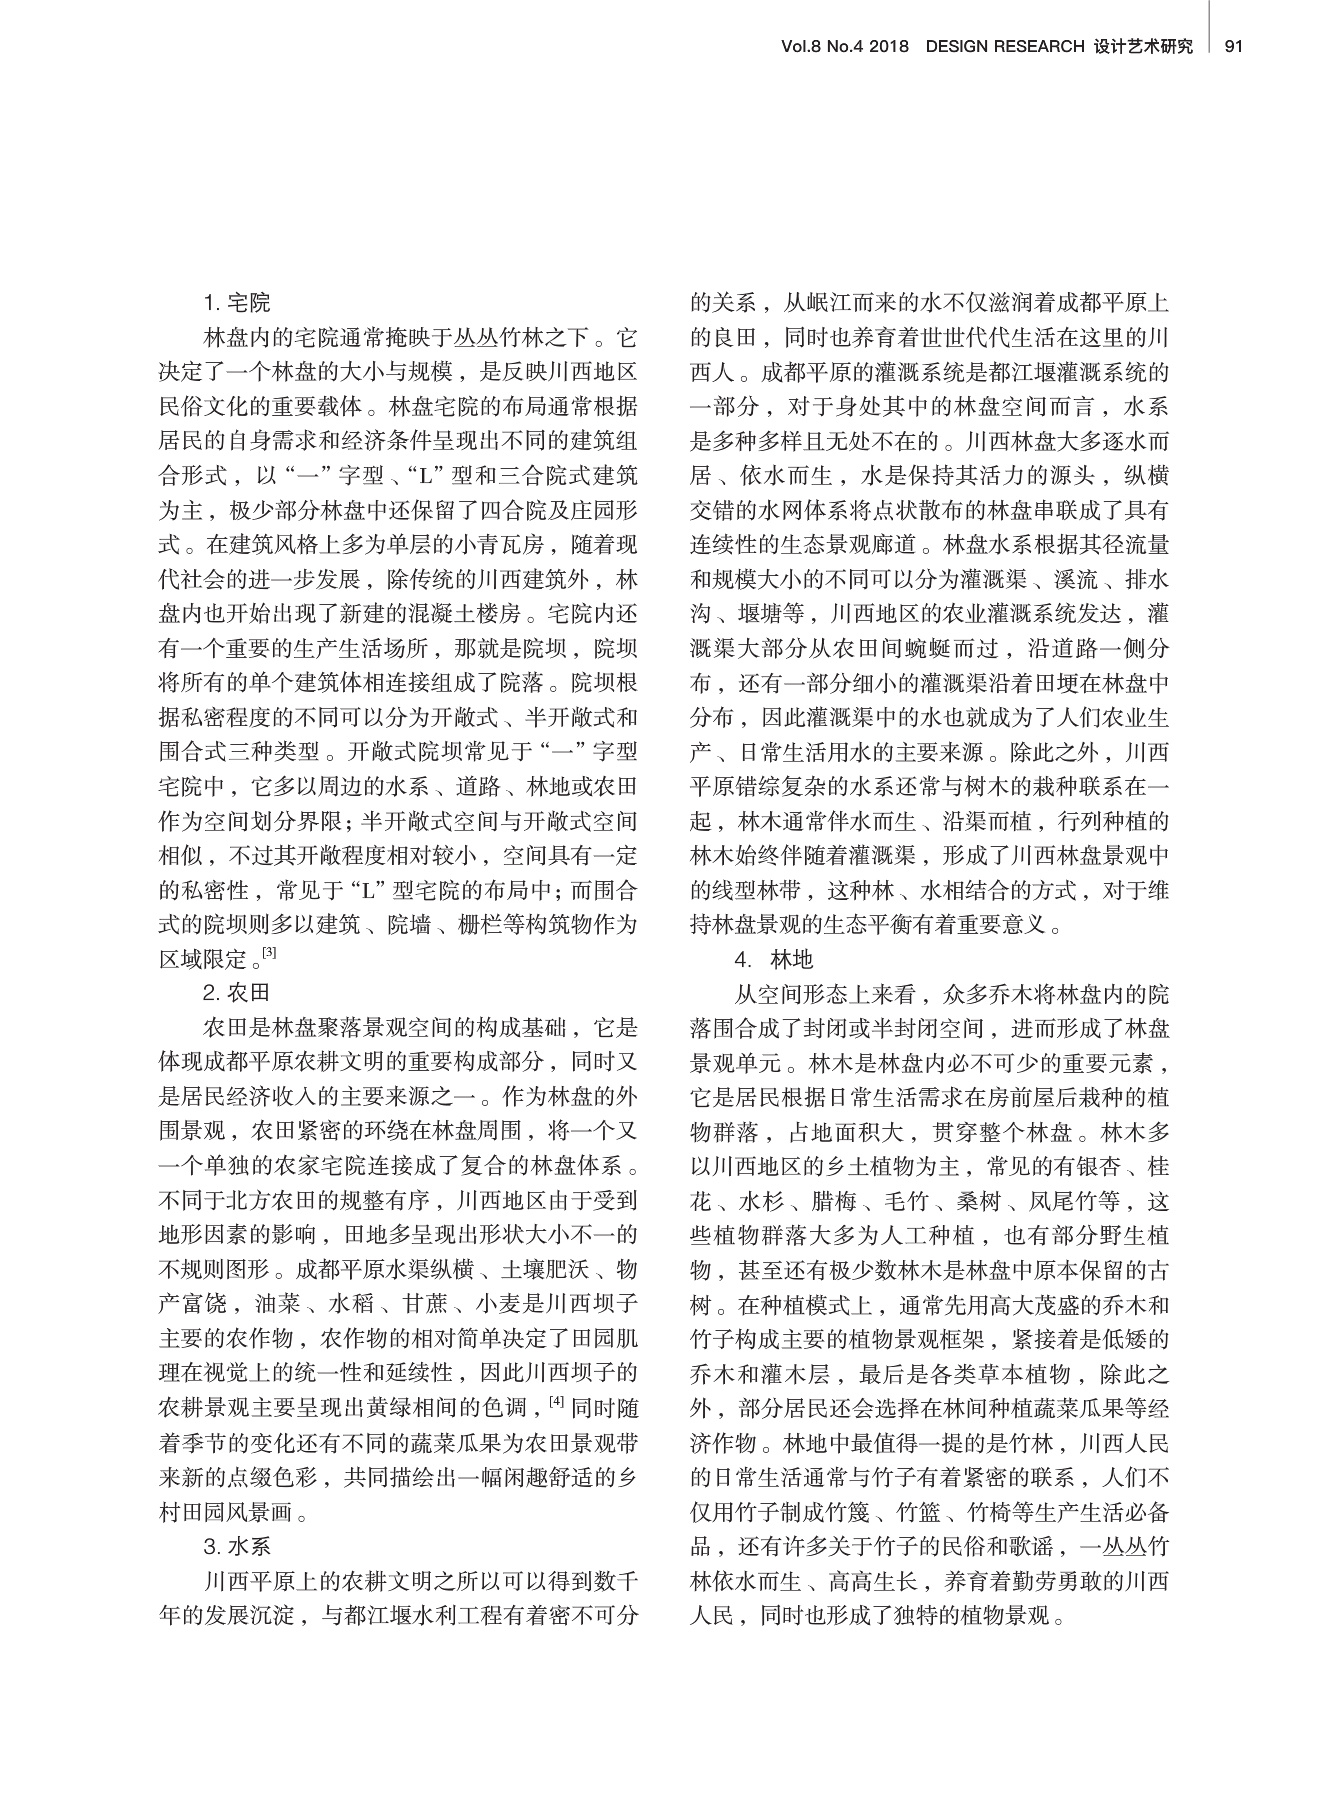 Vol.8 No.4 2018 DESIGN RESEARCH 设计艺术研究 91
1. 宅院
林盘内的宅院通常掩映于丛丛竹林之下。它
决定了一个林盘的大小与规模，是反映川西地区
民俗文化的重要载体。林盘宅院的布局通常根据
居民的自身需求和经济条件呈现出不同的建筑组
合形式，以“一”字型、“L”型和三合院式建筑
为主，极少部分林盘中还保留了四合院及庄园形
式。在建筑风格上多为单层的小青瓦房，随着现
代社会的进一步发展，除传统的川西建筑外，林
盘内也开始出现了新建的混凝土楼房。宅院内还
有一个重要的生产生活场所，那就是院坝，院坝
将所有的单个建筑体相连接组成了院落。院坝根
据私密程度的不同可以分为开敞式、半开敞式和
围合式三种类型。开敞式院坝常见于“一”字型
宅院中，它多以周边的水系、道路、林地或农田
作为空间划分界限；半开敞式空间与开敞式空间
相似，不过其开敞程度相对较小，空间具有一定
的私密性，常见于“L”型宅院的布局中；而围合
式的院坝则多以建筑、院墙、栅栏等构筑物作为
区域限定。[3]
2. 农田
农田是林盘聚落景观空间的构成基础，它是
体现成都平原农耕文明的重要构成部分，同时又
是居民经济收入的主要来源之一。作为林盘的外
围景观，农田紧密的环绕在林盘周围，将一个又
一个单独的农家宅院连接成了复合的林盘体系。
不同于北方农田的规整有序，川西地区由于受到
地形因素的影响，田地多呈现出形状大小不一的
不规则图形。成都平原水渠纵横、土壤肥沃、物
产富饶，油菜、水稻、甘蔗、小麦是川西坝子
主要的农作物，农作物的相对简单决定了田园肌
理在视觉上的统一性和延续性，因此川西坝子的
农耕景观主要呈现出黄绿相间的色调，[4]同时随
着季节的变化还有不同的蔬菜瓜果为农田景观带
来新的点缀色彩，共同描绘出一幅闲趣舒适的乡
村田园风景画。
3. 水系
川西平原上的农耕文明之所以可以得到数千
年的发展沉淀，与都江堰水利工程有着密不可分
的关系，从岷江而来的水不仅滋润着成都平原上
的良田，同时也养育着世世代代生活在这里的川
西人。成都平原的灌溉系统是都江堰灌溉系统的
一部分，对于身处其中的林盘空间而言，水系
是多种多样且无处不在的。川西林盘大多逐水而
居、依水而生，水是保持其活力的源头，纵横
交错的水网体系将点状散布的林盘串联成了具有
连续性的生态景观廊道。林盘水系根据其径流量
和规模大小的不同可以分为灌溉渠、溪流、排水
沟、堰塘等，川西地区的农业灌溉系统发达，灌
溉渠大部分从农田间蜿蜒而过，沿道路一侧分
布，还有一部分细小的灌溉渠沿着田埂在林盘中
分布，因此灌溉渠中的水也就成为了人们农业生
产、日常生活用水的主要来源。除此之外，川西
平原错综复杂的水系还常与树木的栽种联系在一
起，林木通常伴水而生、沿渠而植，行列种植的
林木始终伴随着灌溉渠，形成了川西林盘景观中
的线型林带，这种林、水相结合的方式，对于维
持林盘景观的生态平衡有着重要意义。
4. 林地
从空间形态上来看，众多乔木将林盘内的院
落围合成了封闭或半封闭空间，进而形成了林盘
景观单元。林木是林盘内必不可少的重要元素，
它是居民根据日常生活需求在房前屋后栽种的植
物群落，占地面积大，贯穿整个林盘。林木多
以川西地区的乡土植物为主，常见的有银杏、桂
花、水杉、腊梅、毛竹、桑树、凤尾竹等，这
些植物群落大多为人工种植，也有部分野生植
物，甚至还有极少数林木是林盘中原本保留的古
树。在种植模式上，通常先用高大茂盛的乔木和
竹子构成主要的植物景观框架，紧接着是低矮的
乔木和灌木层，最后是各类草本植物，除此之
外，部分居民还会选择在林间种植蔬菜瓜果等经
济作物。林地中最值得一提的是竹林，川西人民
的日常生活通常与竹子有着紧密的联系，人们不
仅用竹子制成竹篾、竹篮、竹椅等生产生活必备
品，还有许多关于竹子的民俗和歌谣，一丛丛竹
林依水而生、高高生长，养育着勤劳勇敢的川西
人民，同时也形成了独特的植物景观。